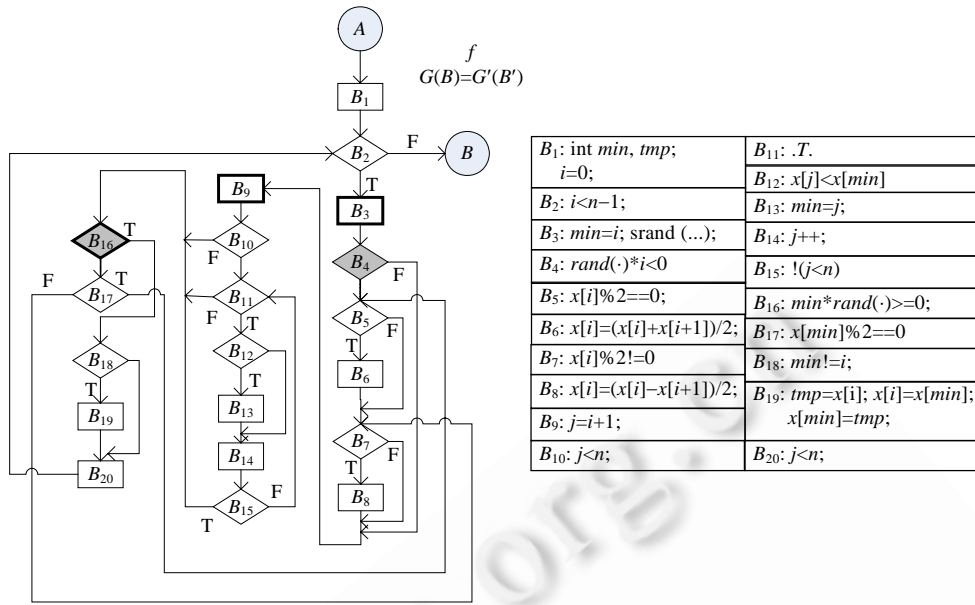 A
f
G(B)=G′(B′)
B₁
B₂
F
B
T
B₃
B₄
F
B₅
T
F
B₆
B₇
T
F
B₈
B₉
B₁₀
F
B₁₁
F
T
B₁₂
T
B₁₃
B₁₄
B₁₅
F
T
B₁₆
T
F
B₁₇
T
B₁₈
T
B₁₉
B₂₀
B₁: int min, tmp;
i=0;
B₂: i<n−1;
B₃: min=i; srand (...);
B₄: rand(·)*i<0
B₅: x[i]%2==0;
B₆: x[i]=(x[i]+x[i+1])/2;
B₇: x[i]%2!=0
B₈: x[i]=(x[i]−x[i+1])/2;
B₉: j=i+1;
B₁₀: j<n;
B₁₁: .T.
B₁₂: x[j]<x[min]
B₁₃: min=j;
B₁₄: j++;
B₁₅: !(j<n)
B₁₆: min*rand(·)>=0;
B₁₇: x[min]%2==0
B₁₈: min!=i;
B₁₉: tmp=x[i]; x[i]=x[min];
x[min]=tmp;
B₂₀: j<n;